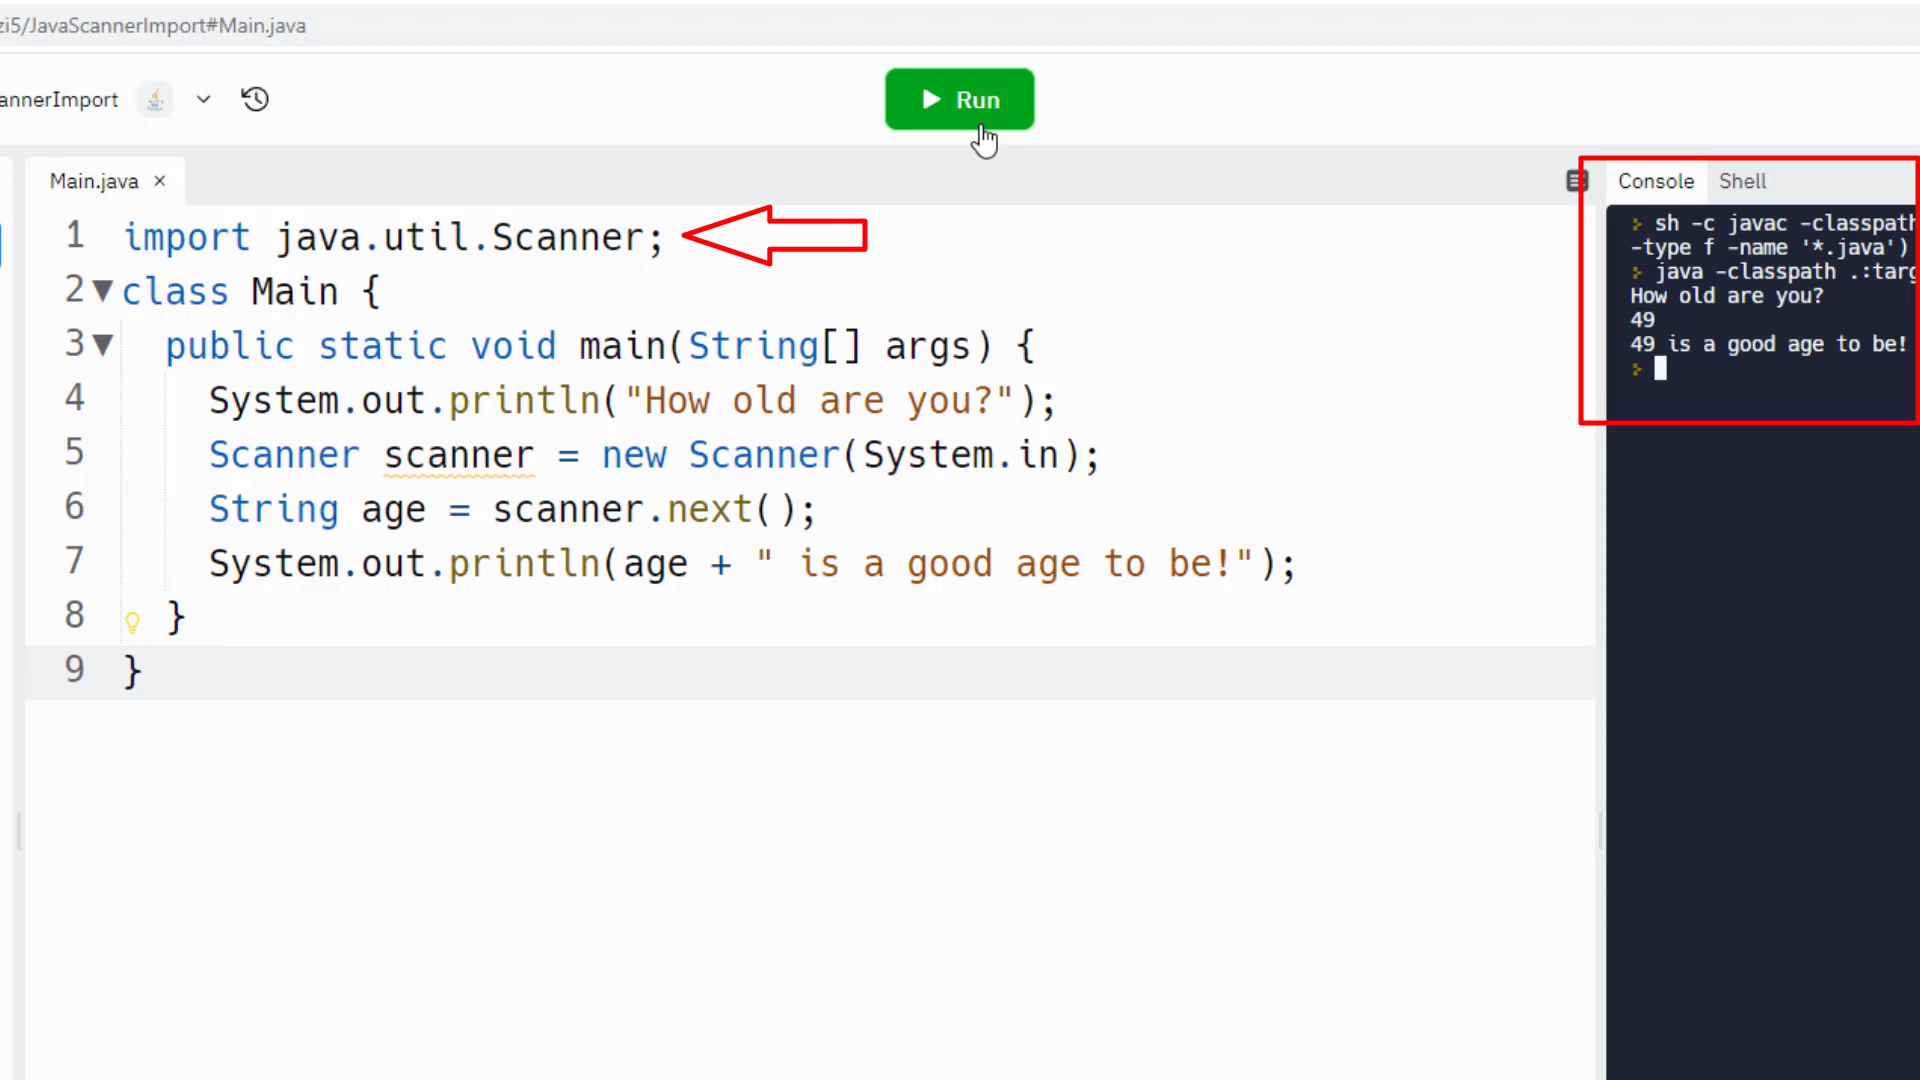 zi5/JavaScannerImport#Main.java
annerImport
Run
Main.java ×
Console Shell
1 import java.util.Scanner;
2 class Main {
3 public static void main(String[] args) {
4 System.out.println("How old are you?");
5 Scanner scanner = new Scanner(System.in);
6 String age = scanner.next();
7 System.out.println(age + " is a good age to be!");
8 }
9 }
sh -c javac -classpath
-type f -name '*.java')
java -classpath .:targ
How old are you?
49
49 is a good age to be!